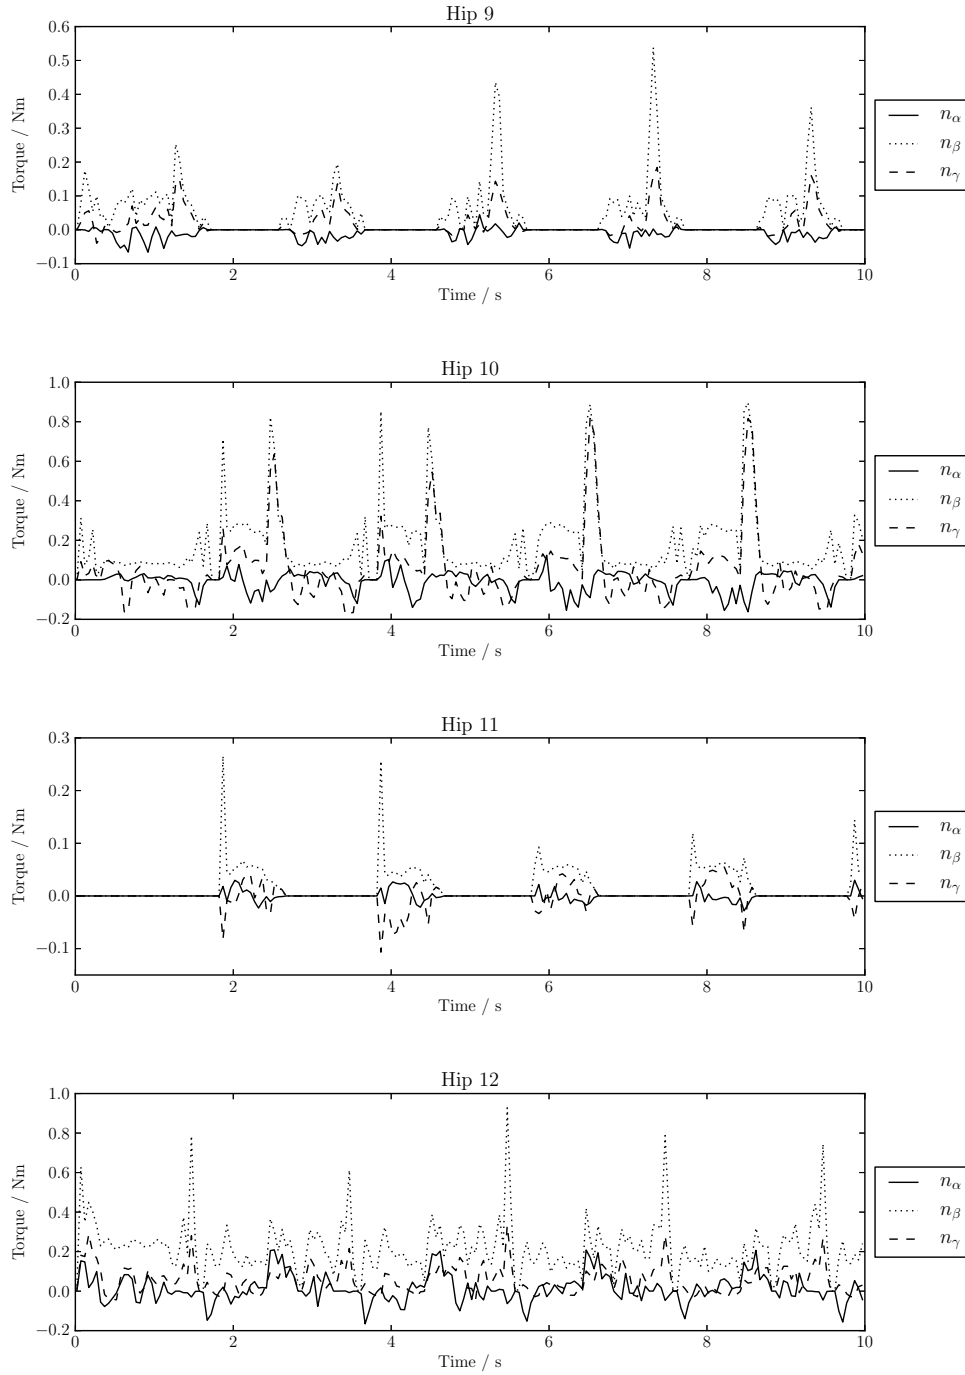 Hip 9
Torque / Nm
0.6
0.5
0.4
0.3
0.2
0.1
0.0
−0.1
0 2 4 6 8 10
Time / s
nα
nβ
nγ
Hip 10
Torque / Nm
1.0
0.8
0.6
0.4
0.2
0.0
−0.2
0 2 4 6 8 10
Time / s
nα
nβ
nγ
Hip 11
Torque / Nm
0.3
0.2
0.1
0.0
−0.1
0 2 4 6 8 10
Time / s
nα
nβ
nγ
Hip 12
Torque / Nm
1.0
0.8
0.6
0.4
0.2
0.0
−0.2
0 2 4 6 8 10
Time / s
nα
nβ
nγ